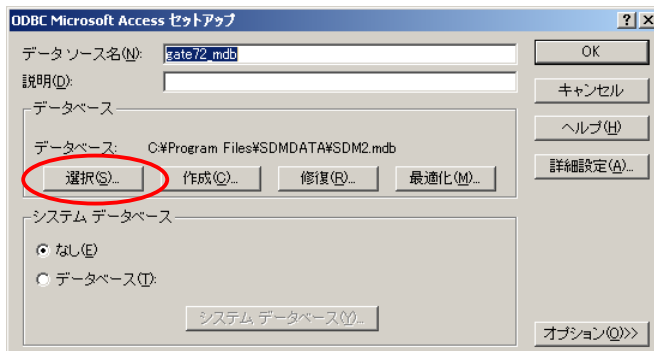 ODBC Microsoft Access セットアップ
データ ソース名(N): gate72_mdb
説明(D):
データベース
データベース: C:¥Program Files¥SDMDATA¥SDM2.mdb
選択(S)... 作成(C)... 修復(R)... 最適化(M)...
システム データベース
なし(E)
データベース(T):
システム データベース(Y)...
OK
キャンセル
ヘルプ(H)
詳細設定(A)...
オプション(O)>>